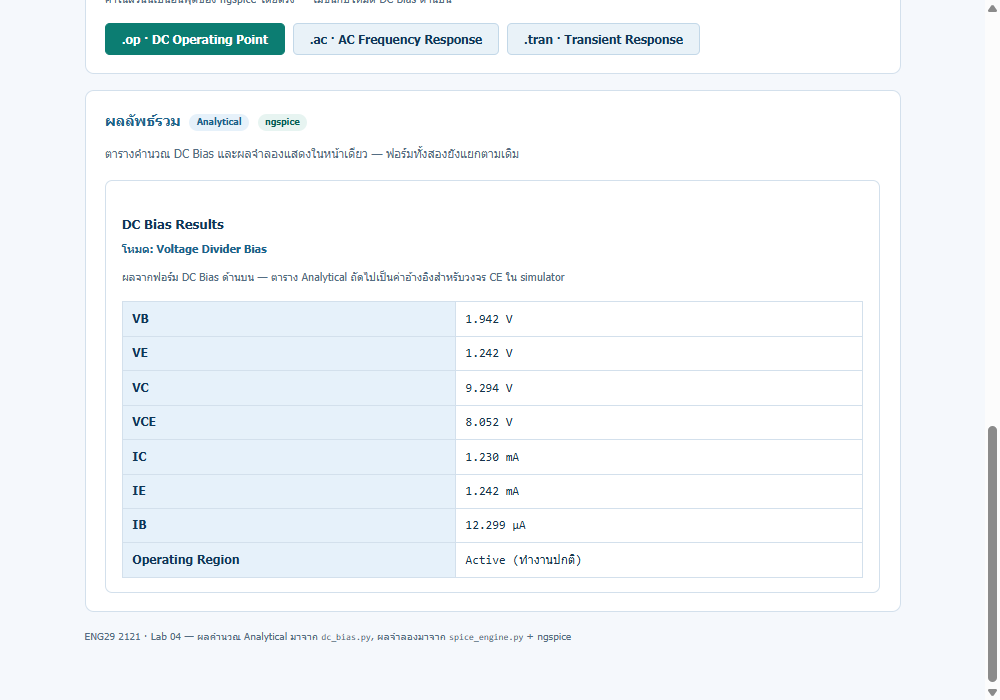 .op · DC Operating Point
.ac · AC Frequency Response
.tran · Transient Response
ผลลัพธ์รวม Analytical ngspice
ตารางคำนวณ DC Bias และผลจำลองแสดงในหน้าเดียว — ฟอร์มทั้งสองยังแยกตามเดิม
DC Bias Results
โหมด: Voltage Divider Bias
ผลจากฟอร์ม DC Bias ด้านบน — ตาราง Analytical ถัดไปเป็นค่าอ้างอิงสำหรับวงจร CE ใน simulator
VB 1.942 V
VE 1.242 V
VC 9.294 V
VCE 8.052 V
IC 1.230 mA
IE 1.242 mA
IB 12.299 µA
Operating Region Active (ทำงานปกติ)
ENG29 2121 · Lab 04 — ผลคำนวณ Analytical มาจาก dc_bias.py, ผลจำลองมาจาก spice_engine.py + ngspice